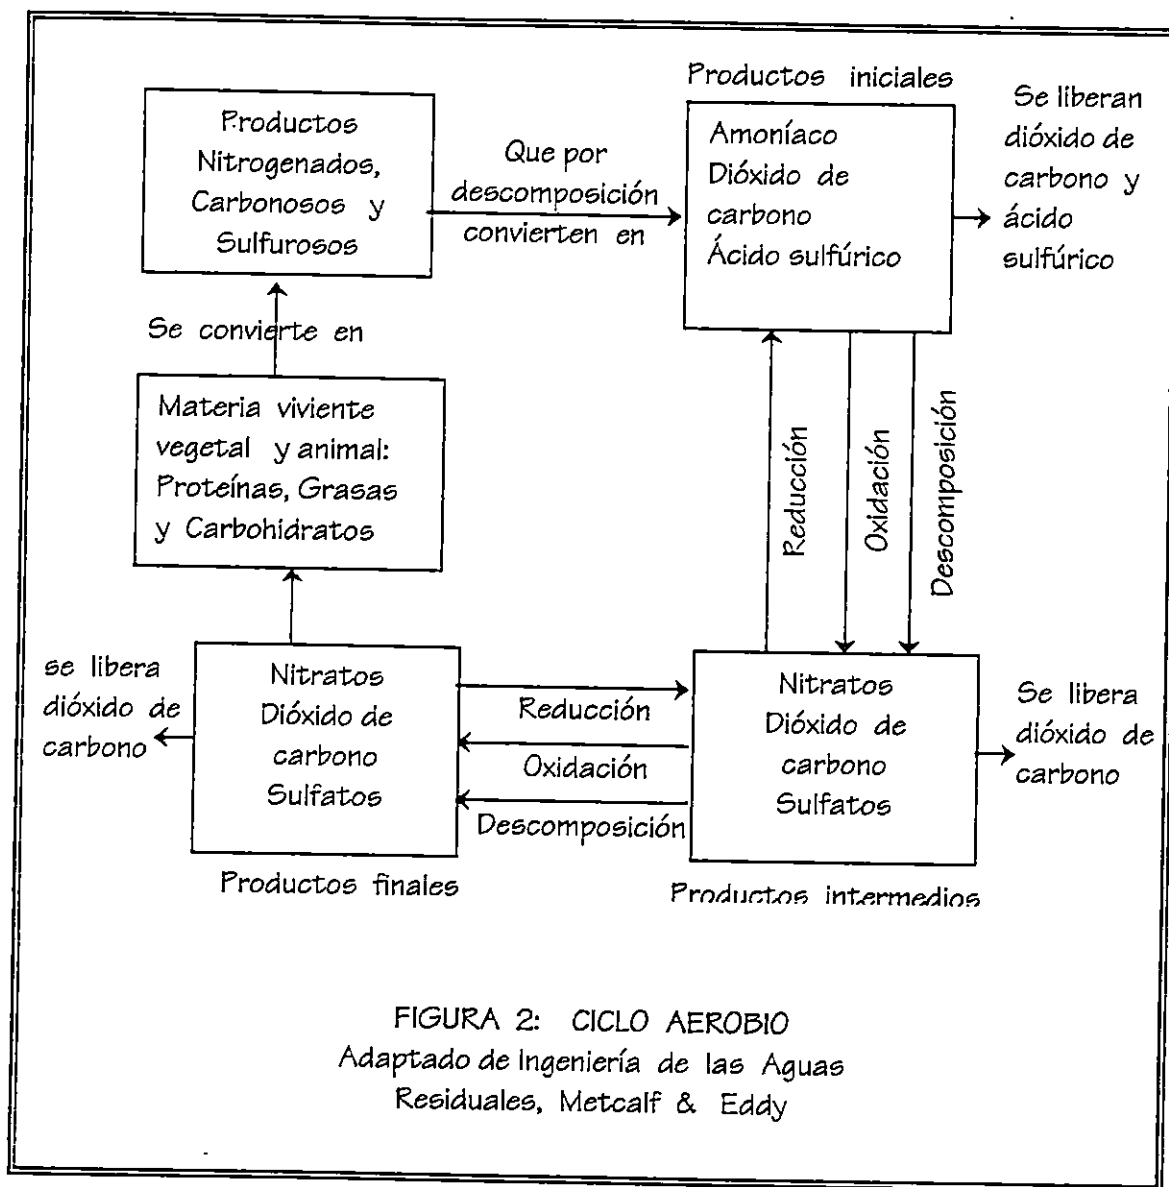 Productos
Nitrogenados,
Carbonosos y
Sulfurosos
Que por
descomposición
convierten en
Productos iniciales
Amoníaco
Dióxido de
carbono
Ácido sulfúrico
Se liberan
dióxido de
carbono y
ácido
sulfúrico
Se convierte en
Materia viviente
vegetal y animal:
Proteínas, Grasas
y Carbohidratos
Reducción
Oxidación
Descomposición
se libera
dióxido de
carbono
Nitratos
Dióxido de
carbono
Sulfatos
Productos finales
Reducción
Oxidación
Descomposición
Nitratos
Dióxido de
carbono
Sulfatos
Productos intermedios
Se libera
dióxido de
carbono
FIGURA 2: CICLO AEROBIO
Adaptado de Ingeniería de las Aguas
Residuales, Metcalf & Eddy